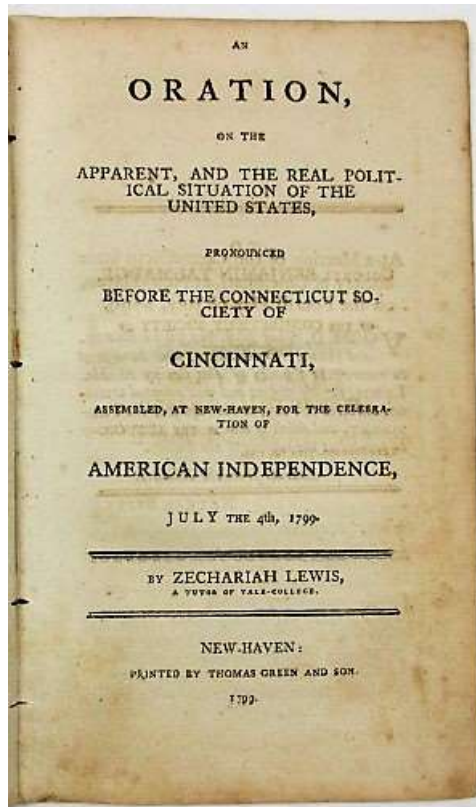 AN
ORATION,
ON THE
APPARENT, AND THE REAL POLIT-
ICAL SITUATION OF THE
UNITED STATES,
PRONOUNCED
BEFORE THE CONNECTICUT SO-
CIETY OF
CINCINNATI,
ASSEMBLED, AT NEW-HAVEN, FOR THE CELEBRA-
TION OF
AMERICAN INDEPENDENCE,
JULY THE 4th, 1799.
BY ZECHARIAH LEWIS,
A TUTOR OF YALE-COLLEGE.
NEW-HAVEN:
PRINTED BY THOMAS GREEN AND SON.
1799.